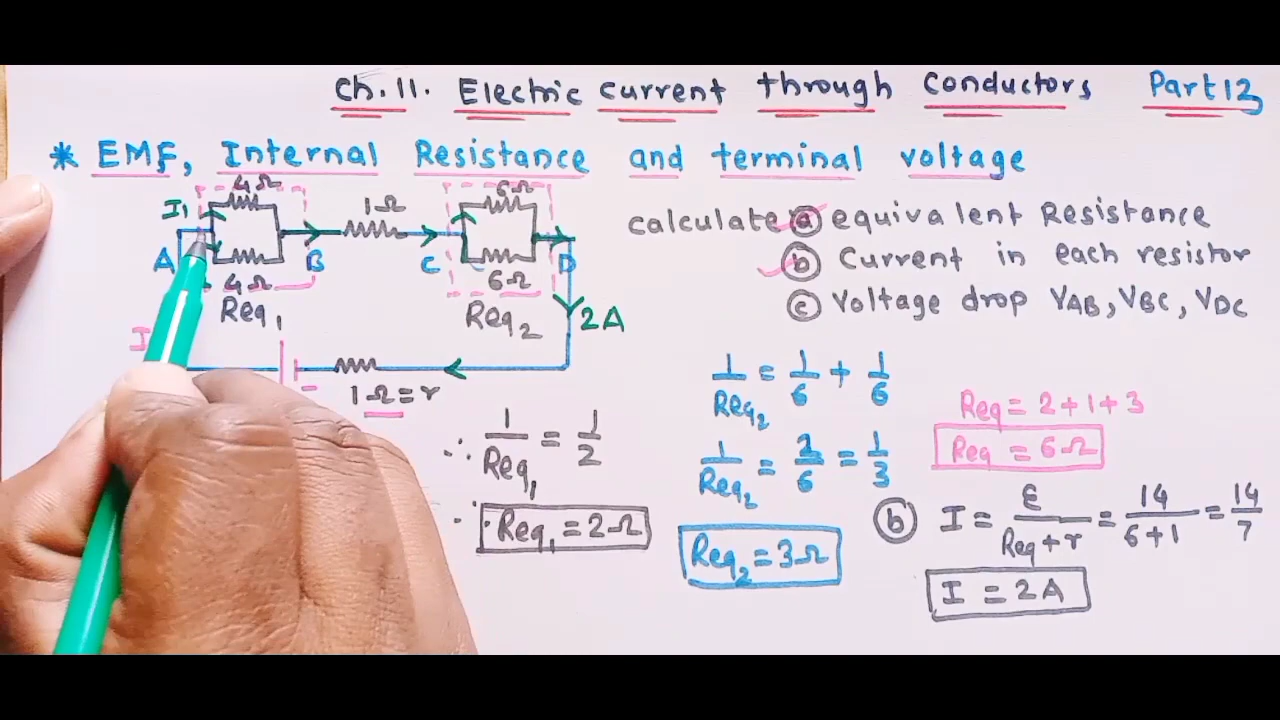 Ch.11. Electric current through Conductors Part 12
* EMF, Internal Resistance and terminal voltage
calculate (a) equivalent Resistance
(b) Current in each resistor
(c) Voltage drop VAB, VBC, VDC
I₁ 4Ω 1Ω 6Ω
A B C D
4Ω 6Ω
Req₁ Req₂ 2A
I
1Ω = r
1/Req₁ = 1/2
∴ Req₁ = 2Ω
1/Req₂ = 1/6 + 1/6
1/Req₂ = 2/6 = 1/3
Req₂ = 3Ω
Req = 2+1+3
Req = 6Ω
(b) I = ε/(Req+r) = 14/(6+1) = 14/7
I = 2A